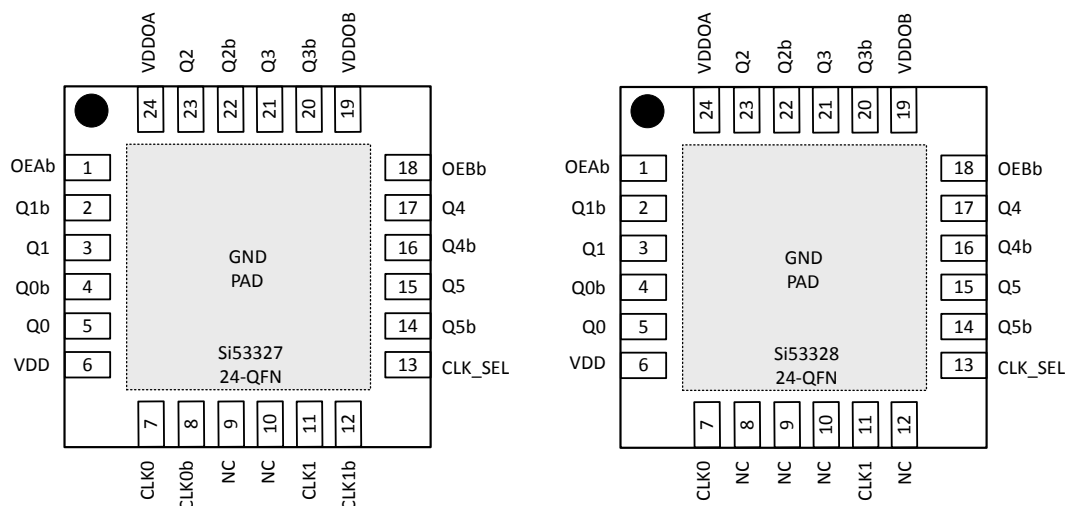 VDDOA Q2 Q2b Q3 Q3b VDDOB
24 23 22 21 20 19
OEAb 1 18 OEBb
Q1b 2 17 Q4
Q1 3 16 Q4b
Q0b 4 15 Q5
Q0 5 14 Q5b
VDD 6 13 CLK_SEL
GND
PAD
Si53327
24-QFN
7 8 9 10 11 12
CLK0 CLK0b NC NC CLK1 CLK1b
VDDOA Q2 Q2b Q3 Q3b VDDOB
24 23 22 21 20 19
OEAb 1 18 OEBb
Q1b 2 17 Q4
Q1 3 16 Q4b
Q0b 4 15 Q5
Q0 5 14 Q5b
VDD 6 13 CLK_SEL
GND
PAD
Si53328
24-QFN
7 8 9 10 11 12
CLK0 NC NC NC CLK1 NC